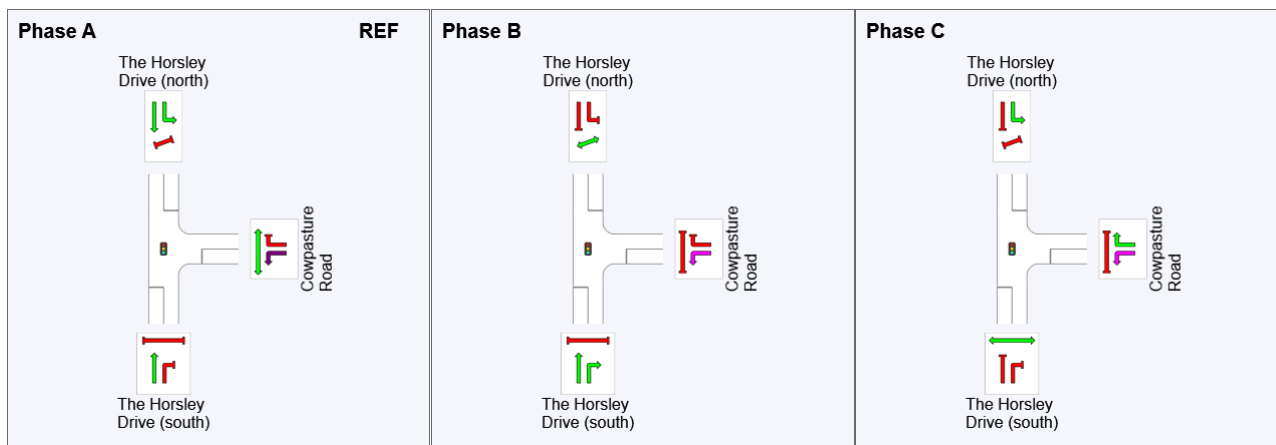 Phase A
REF
The Horsley
Drive (north)
Cowpasture
Road
The Horsley
Drive (south)
Phase B
The Horsley
Drive (north)
Cowpasture
Road
The Horsley
Drive (south)
Phase C
The Horsley
Drive (north)
Cowpasture
Road
The Horsley
Drive (south)